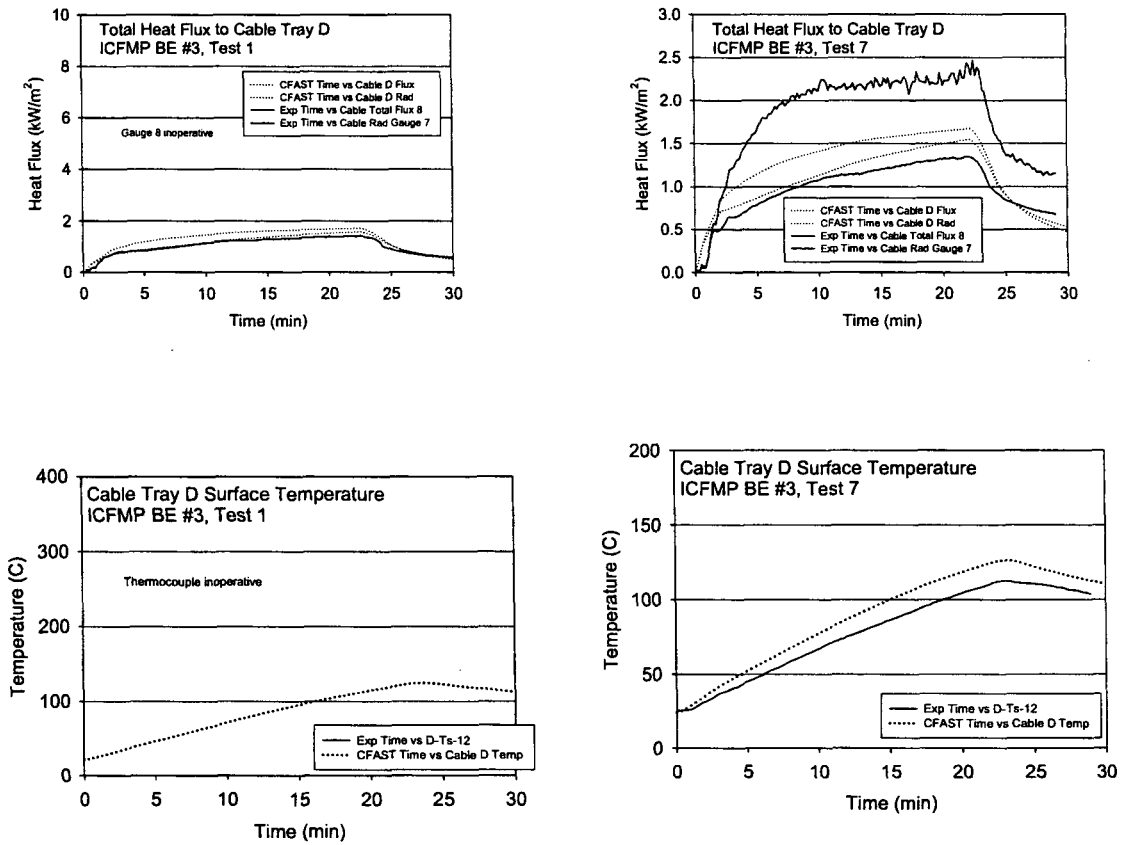 Total Heat Flux to Cable Tray D
ICFMP BE #3, Test 1
CFAST Time vs Cable D Flux
CFAST Time vs Cable D Rad
Exp Time vs Cable Total Flux 8
Exp Time vs Cable Rad Gauge 7
Gauge 8 inoperative
Heat Flux (kW/m²)
10
8
6
4
2
0
0 5 10 15 20 25 30
Time (min)
Total Heat Flux to Cable Tray D
ICFMP BE #3, Test 7
CFAST Time vs Cable D Flux
CFAST Time vs Cable D Rad
Exp Time vs Cable Total Flux 8
Exp Time vs Cable Rad Gauge 7
Heat Flux (kW/m²)
3.0
2.5
2.0
1.5
1.0
0.5
0.0
0 5 10 15 20 25 30
Time (min)
Cable Tray D Surface Temperature
ICFMP BE #3, Test 1
Thermocouple inoperative
Exp Time vs D-Ts-12
CFAST Time vs Cable D Temp
Temperature (C)
400
300
200
100
0
0 5 10 15 20 25 30
Time (min)
Cable Tray D Surface Temperature
ICFMP BE #3, Test 7
Exp Time vs D-Ts-12
CFAST Time vs Cable D Temp
Temperature (C)
200
150
100
50
0
0 5 10 15 20 25 30
Time (min)